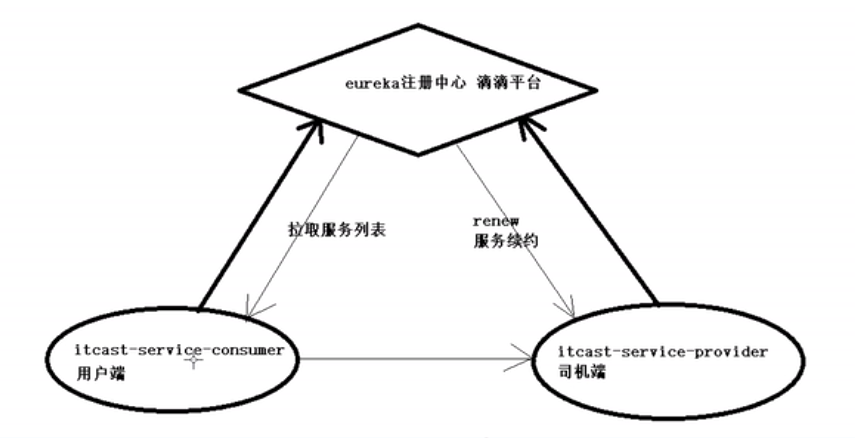 eureka注册中心 滴滴平台
拉取服务列表
renew
服务续约
itcast-service-consumer
用户端
itcast-service-provider
司机端